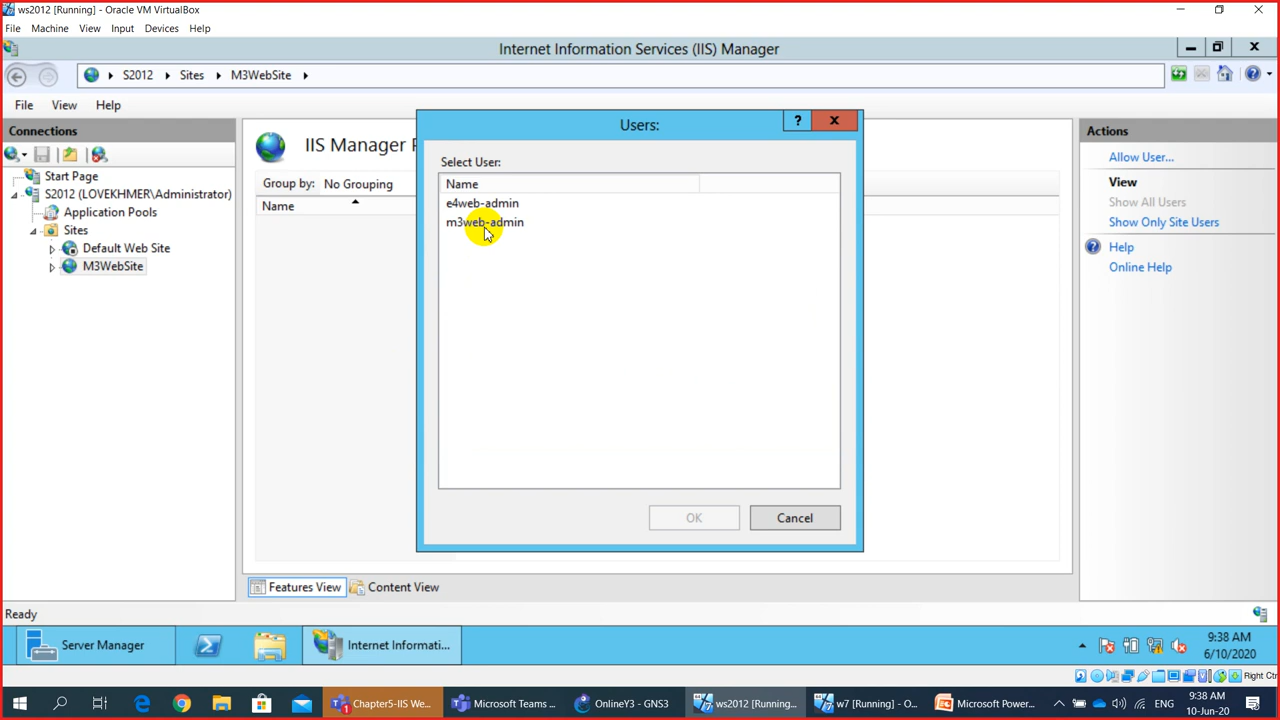 ws2012 [Running] - Oracle VM VirtualBox
File Machine View Input Devices Help
Internet Information Services (IIS) Manager
S2012 Sites M3WebSite
File View Help
Connections
Start Page
S2012 (LOVEKHMER\Administrator)
Application Pools
Sites
Default Web Site
M3WebSite
IIS Manager
Group by: No Grouping
Name
Users:
?
Select User:
Name
e4web-admin
m3web-admin
OK Cancel
Actions
Allow User...
View
Show All Users
Show Only Site Users
Help
Online Help
Features View Content View
Ready
Server Manager
Internet Informati...
9:38 AM
6/10/2020
Right Ctr
Chapter5-IIS We...
Microsoft Teams ...
OnlineY3 - GNS3
ws2012 [Running...
w7 [Running] - O...
Microsoft Power...
ENG
9:38 AM
10-Jun-20